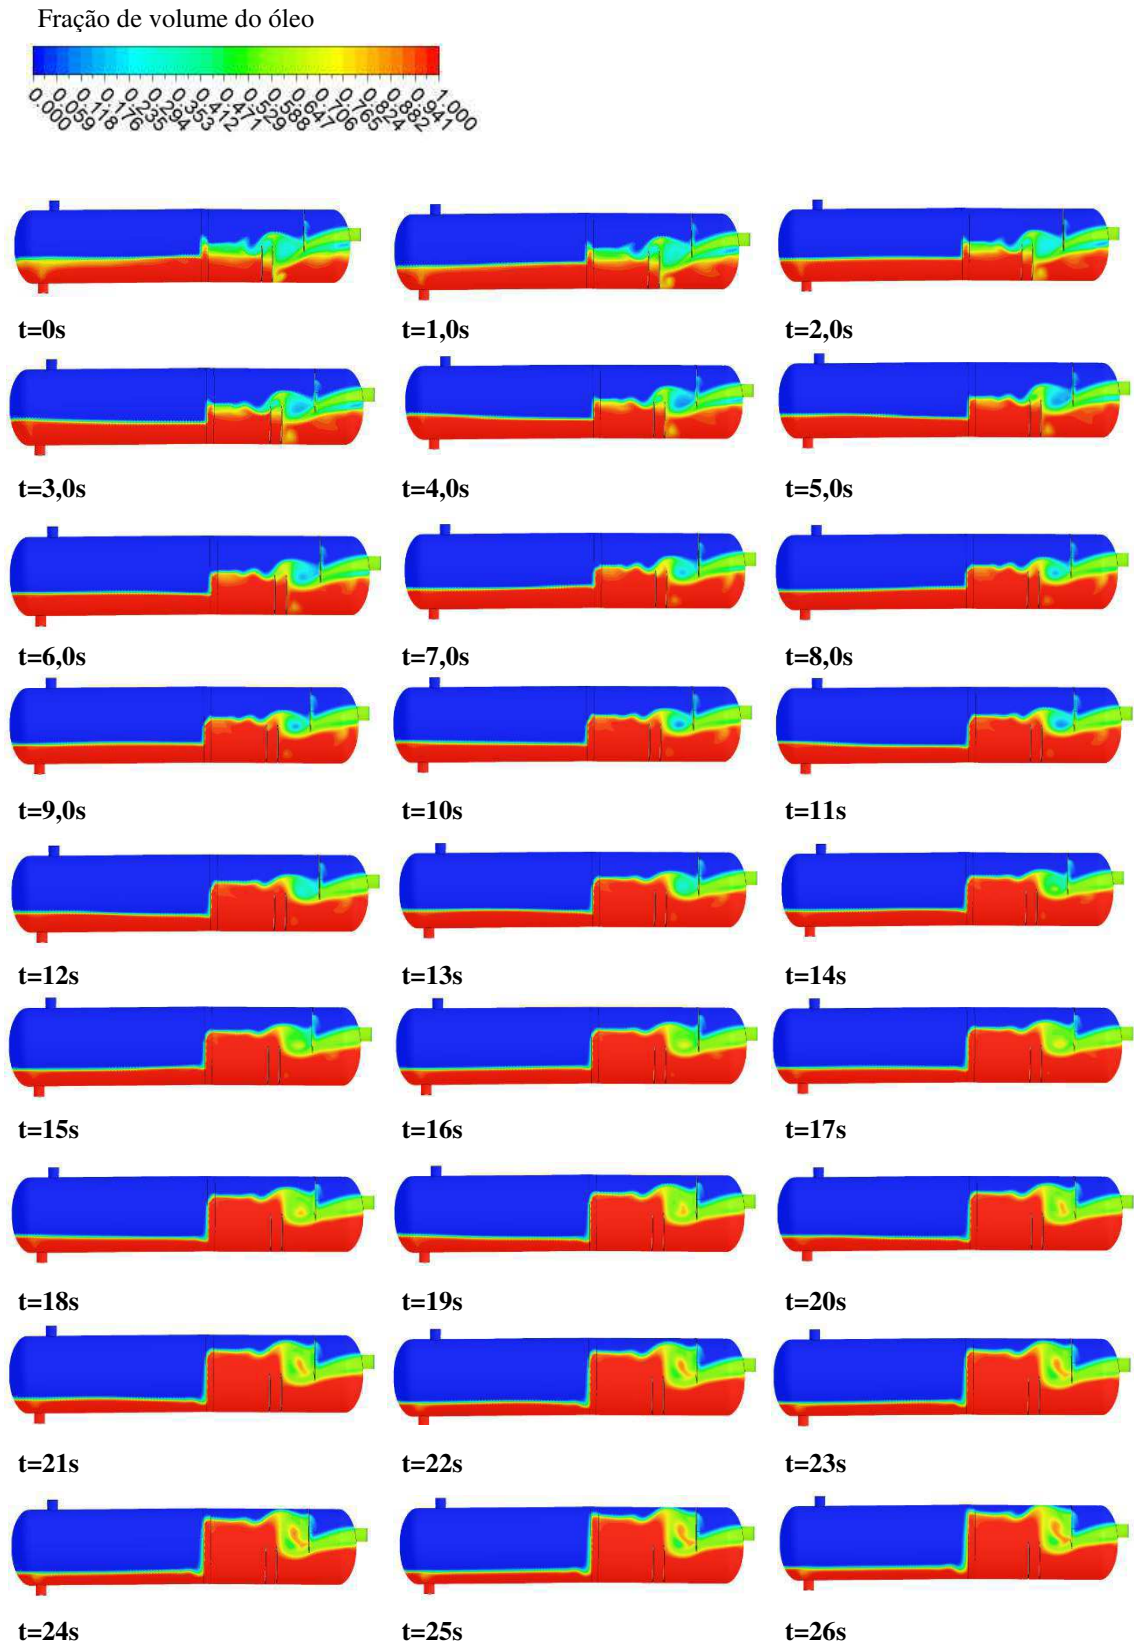 Fração de volume do óleo
0.000 0.059 0.118 0.176 0.235 0.294 0.353 0.412 0.471 0.529 0.588 0.647 0.706 0.765 0.824 0.882 0.941 1.000
t=0s t=1,0s t=2,0s
t=3,0s t=4,0s t=5,0s
t=6,0s t=7,0s t=8,0s
t=9,0s t=10s t=11s
t=12s t=13s t=14s
t=15s t=16s t=17s
t=18s t=19s t=20s
t=21s t=22s t=23s
t=24s t=25s t=26s